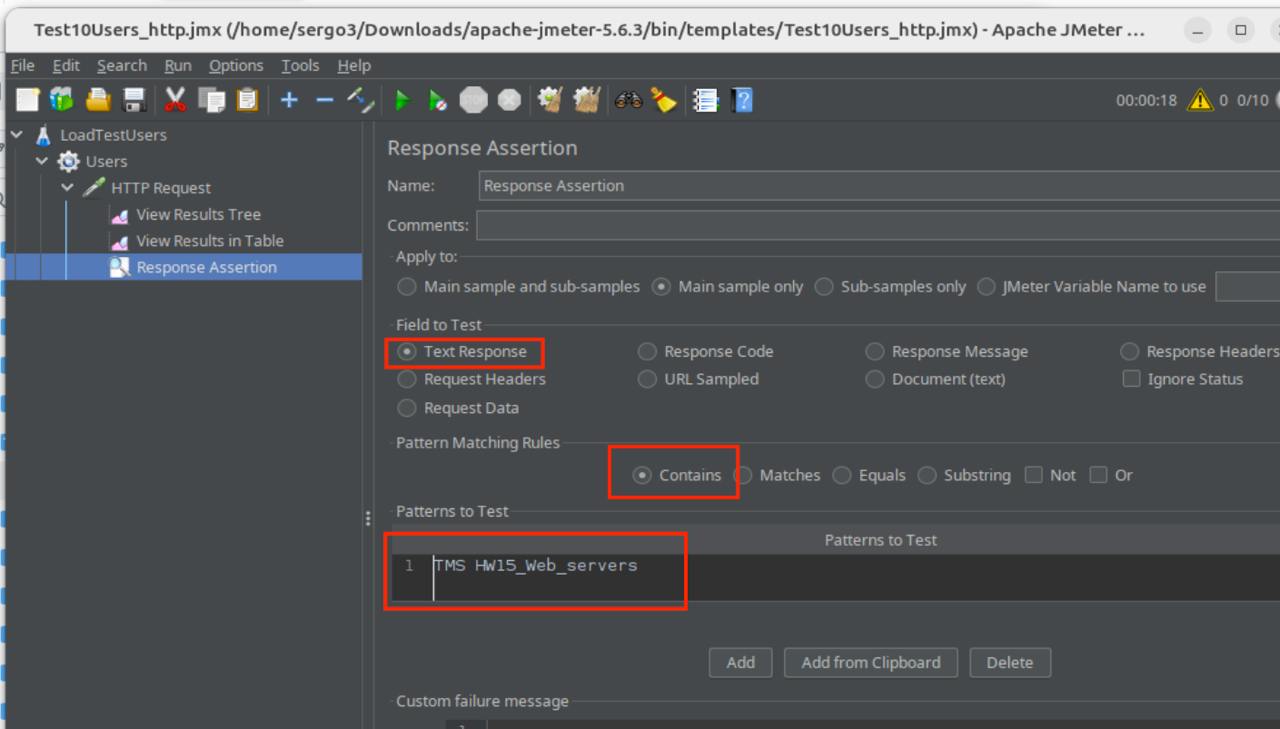 Test10Users_http.jmx (/home/sergo3/Downloads/apache-jmeter-5.6.3/bin/templates/Test10Users_http.jmx) - Apache JMeter ...
File Edit Search Run Options Tools Help
00:00:18 0 0/10
LoadTestUsers
Users
HTTP Request
View Results Tree
View Results in Table
Response Assertion
Response Assertion
Name: Response Assertion
Comments:
Apply to:
Main sample and sub-samples Main sample only Sub-samples only JMeter Variable Name to use
Field to Test
Text Response Response Code Response Message Response Headers
Request Headers URL Sampled Document (text) Ignore Status
Request Data
Pattern Matching Rules
Contains Matches Equals Substring Not Or
Patterns to Test
Patterns to Test
1 TMS HW15_Web_servers
Add Add from Clipboard Delete
Custom failure message